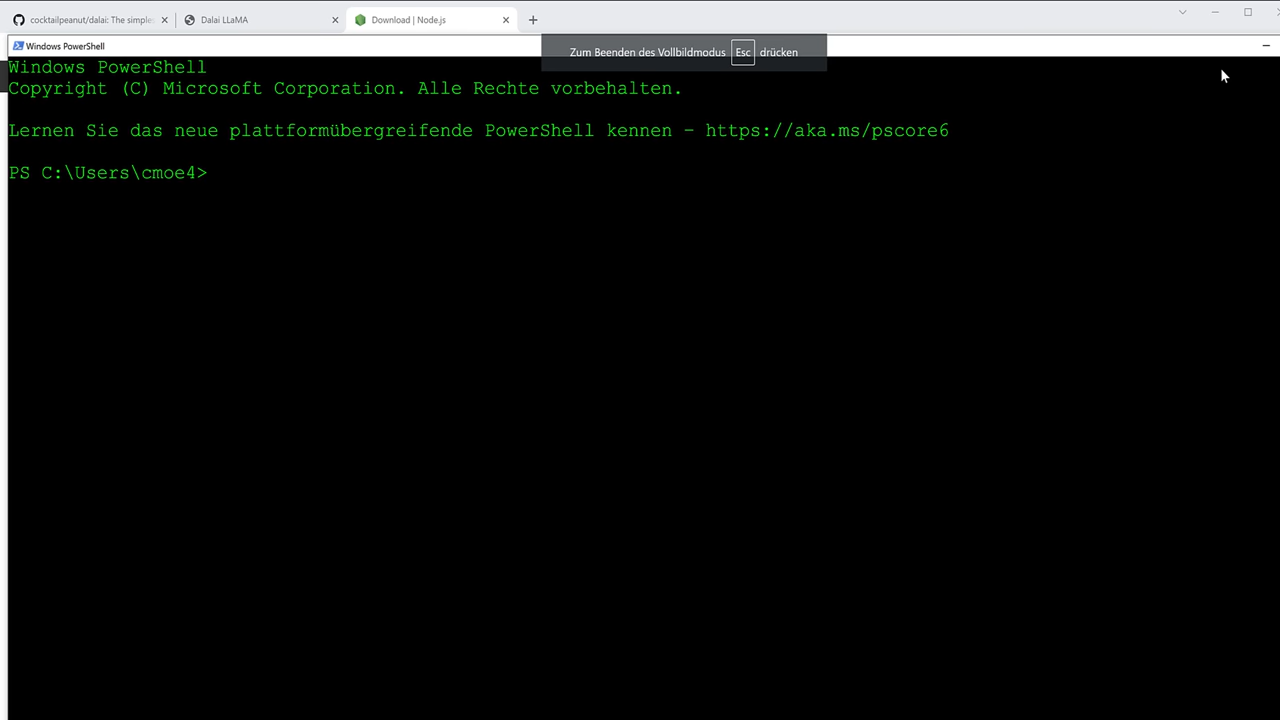 cocktailpeanut/dalai: The simples
Dalai LLaMA
Download | Node.js
Windows PowerShell
Zum Beenden des Vollbildmodus Esc drücken
Windows PowerShell
Copyright (C) Microsoft Corporation. Alle Rechte vorbehalten.
Lernen Sie das neue plattformübergreifende PowerShell kennen – https://aka.ms/pscore6
PS C:\Users\cmoe4>